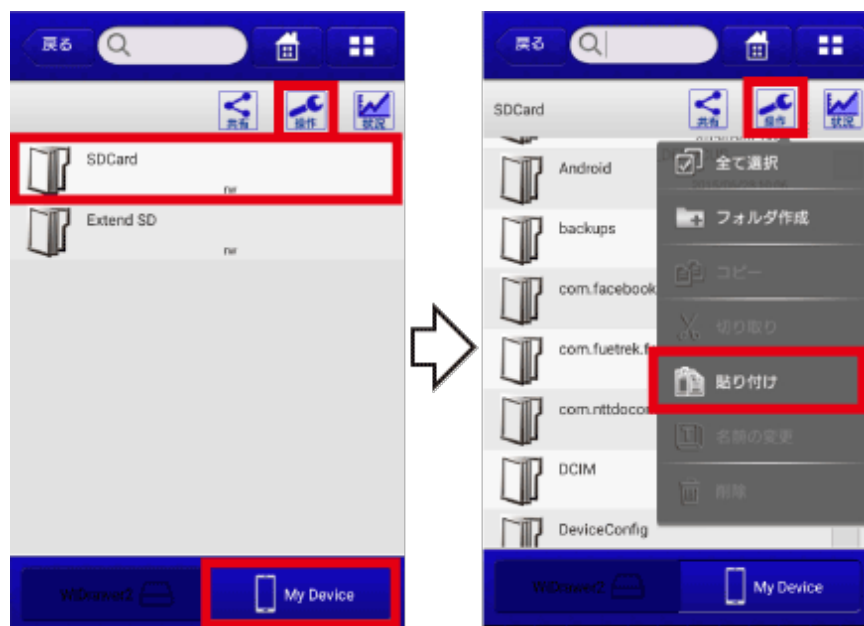 戻る
共有
操作
状況
SDCard
rw
Extend SD
rw
WiDrawer2
My Device
戻る
SDCard
共有
操作
状況
Android
backups
com.facebook
com.fuetrek.f
com.nttdoco
DCIM
DeviceConfig
全て選択
フォルダ作成
コピー
切り取り
貼り付け
名前の変更
削除
WiDrawer2
My Device